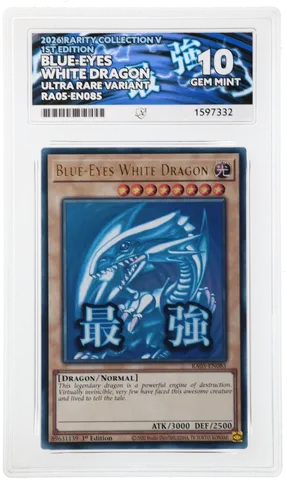 2026 RARITY COLLECTION V
1ST EDITION
BLUE-EYES
WHITE DRAGON
ULTRA RARE VARIANT
RA05-EN085
強
10
GEM MINT
1597332
BLUE-EYES WHITE DRAGON
光
最強
RA05-EN085
[DRAGON/NORMAL]
This legendary dragon is a powerful engine of destruction.
Virtually invincible, very few have faced this awesome creature
and lived to tell the tale.
ATK/3000 DEF/2500
89631139 1st Edition